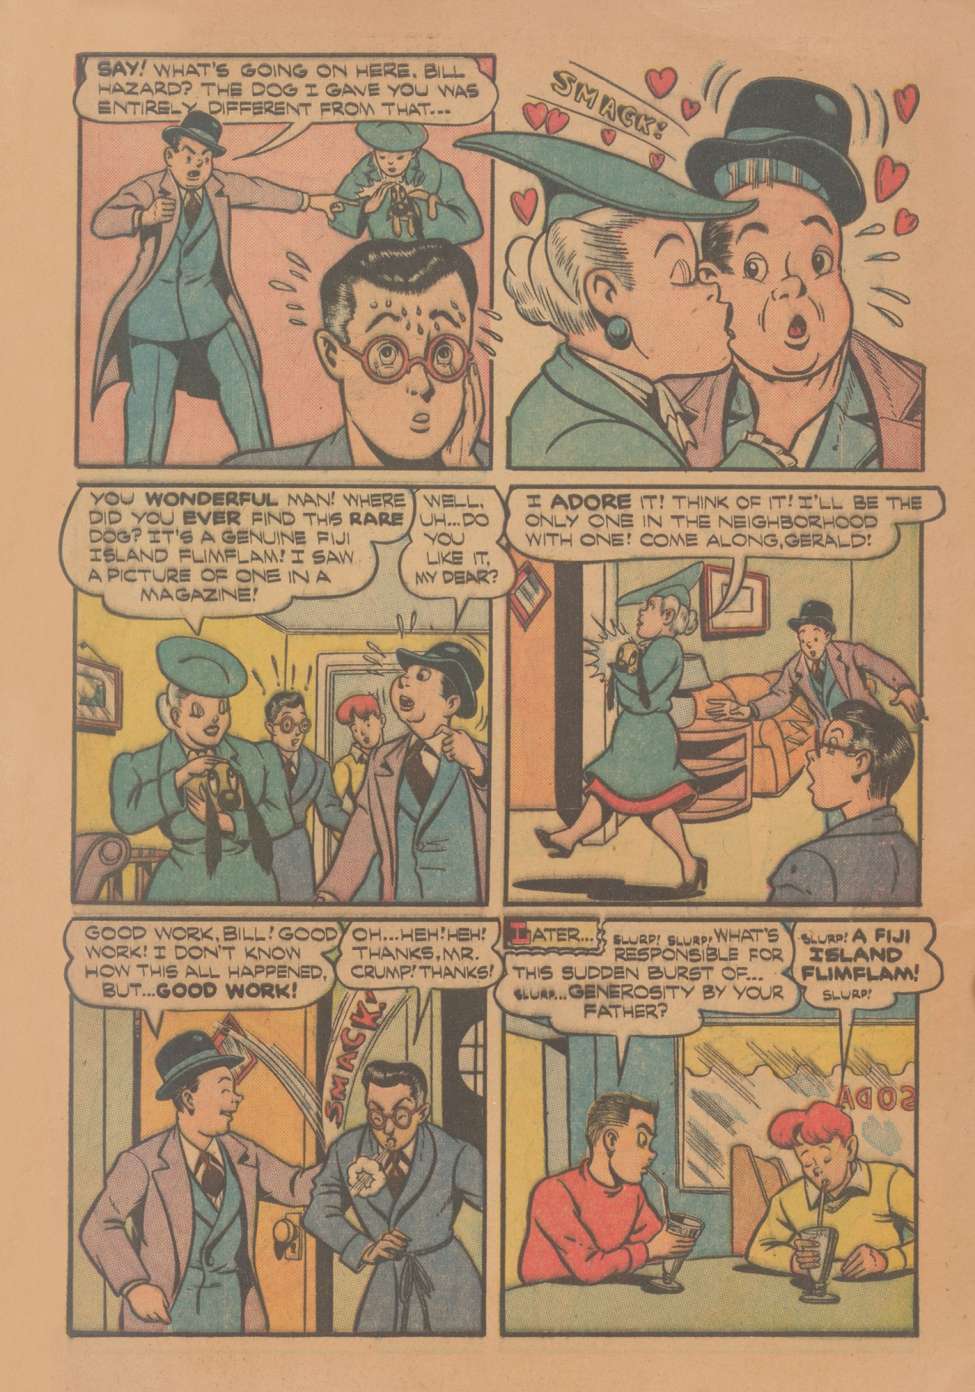 SAY! WHAT'S GOING ON HERE, BILL
HAZARD? THE DOG I GAVE YOU WAS
ENTIRELY DIFFERENT FROM THAT---
SMACK!
YOU WONDERFUL MAN! WHERE
DID YOU EVER FIND THIS RARE
DOG? IT'S A GENUINE FIJI
ISLAND FLIMFLAM! I SAW
A PICTURE OF ONE IN A
MAGAZINE!
WELL,
UH...DO
YOU
LIKE IT,
MY DEAR?
I ADORE IT! THINK OF IT! I'LL BE THE
ONLY ONE IN THE NEIGHBORHOOD
WITH ONE! COME ALONG, GERALD!
GOOD WORK, BILL! GOOD
WORK! I DON'T KNOW
HOW THIS ALL HAPPENED,
BUT...GOOD WORK!
OH...HEH! HEH!
THANKS, MR.
CRUMP! THANKS!
SMACK!
LATER...
SLURP! SLURP! WHAT'S
RESPONSIBLE FOR
THIS SUDDEN BURST OF...
SLURP...GENEROSITY BY YOUR
FATHER?
SLURP! A FIJI
ISLAND
FLIMFLAM!
SLURP!
SODA